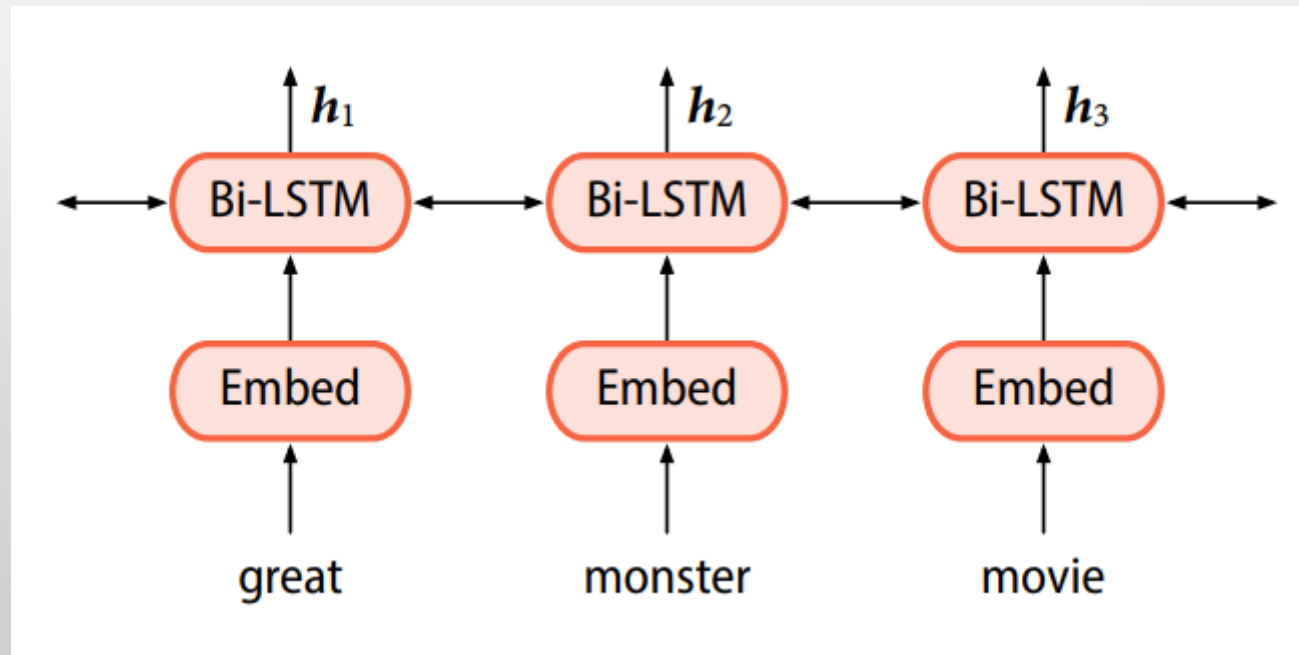 h1 h2 h3
Bi-LSTM Bi-LSTM Bi-LSTM
Embed Embed Embed
great monster movie